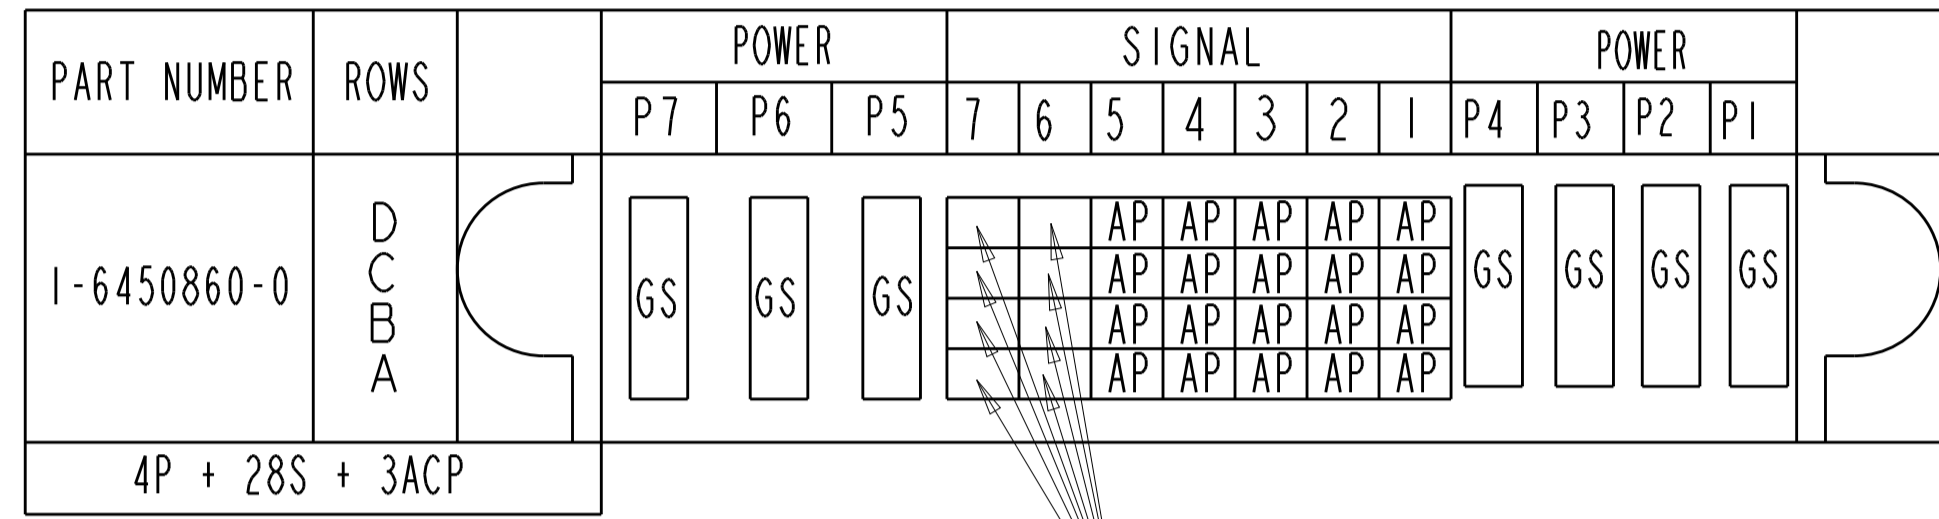 PART NUMBER ROWS POWER SIGNAL POWER
P7 P6 P5 7 6 5 4 3 2 1 P4 P3 P2 P1
1-6450860-0
D
C
B
A
GS GS GS
AP AP AP AP AP
AP AP AP AP AP
AP AP AP AP AP
AP AP AP AP AP
GS GS GS GS
4P + 28S + 3ACP